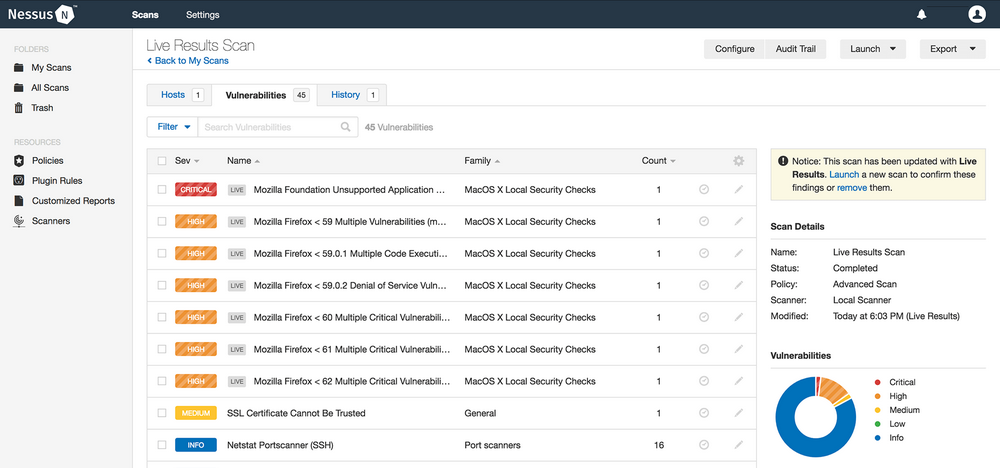 Nessus N ™
Scans
Settings
FOLDERS
My Scans
All Scans
Trash
RESOURCES
Policies
Plugin Rules
Customized Reports
Scanners
Live Results Scan
< Back to My Scans
Configure
Audit Trail
Launch
Export
Hosts 1
Vulnerabilities 45
History 1
Filter
Search Vulnerabilities
45 Vulnerabilities
Sev Name Family Count
CRITICAL LIVE Mozilla Foundation Unsupported Application ... MacOS X Local Security Checks 1
HIGH LIVE Mozilla Firefox < 59 Multiple Vulnerabilities (m... MacOS X Local Security Checks 1
HIGH LIVE Mozilla Firefox < 59.0.1 Multiple Code Executi... MacOS X Local Security Checks 1
HIGH LIVE Mozilla Firefox < 59.0.2 Denial of Service Vuln... MacOS X Local Security Checks 1
HIGH LIVE Mozilla Firefox < 60 Multiple Critical Vulnerabili... MacOS X Local Security Checks 1
HIGH LIVE Mozilla Firefox < 61 Multiple Critical Vulnerabili... MacOS X Local Security Checks 1
HIGH LIVE Mozilla Firefox < 62 Multiple Critical Vulnerabili... MacOS X Local Security Checks 1
MEDIUM SSL Certificate Cannot Be Trusted General 1
INFO Netstat Portscanner (SSH) Port scanners 16
Notice: This scan has been updated with Live
Results. Launch a new scan to confirm these
findings or remove them.
Scan Details
Name: Live Results Scan
Status: Completed
Policy: Advanced Scan
Scanner: Local Scanner
Modified: Today at 6:03 PM (Live Results)
Vulnerabilities
Critical
High
Medium
Low
Info